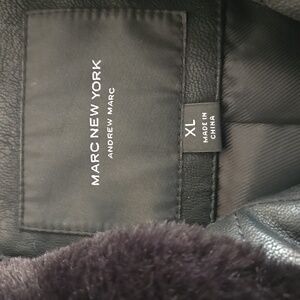 MARC NEW YORK
ANDREW MARC
XL
MADE IN
CHINA